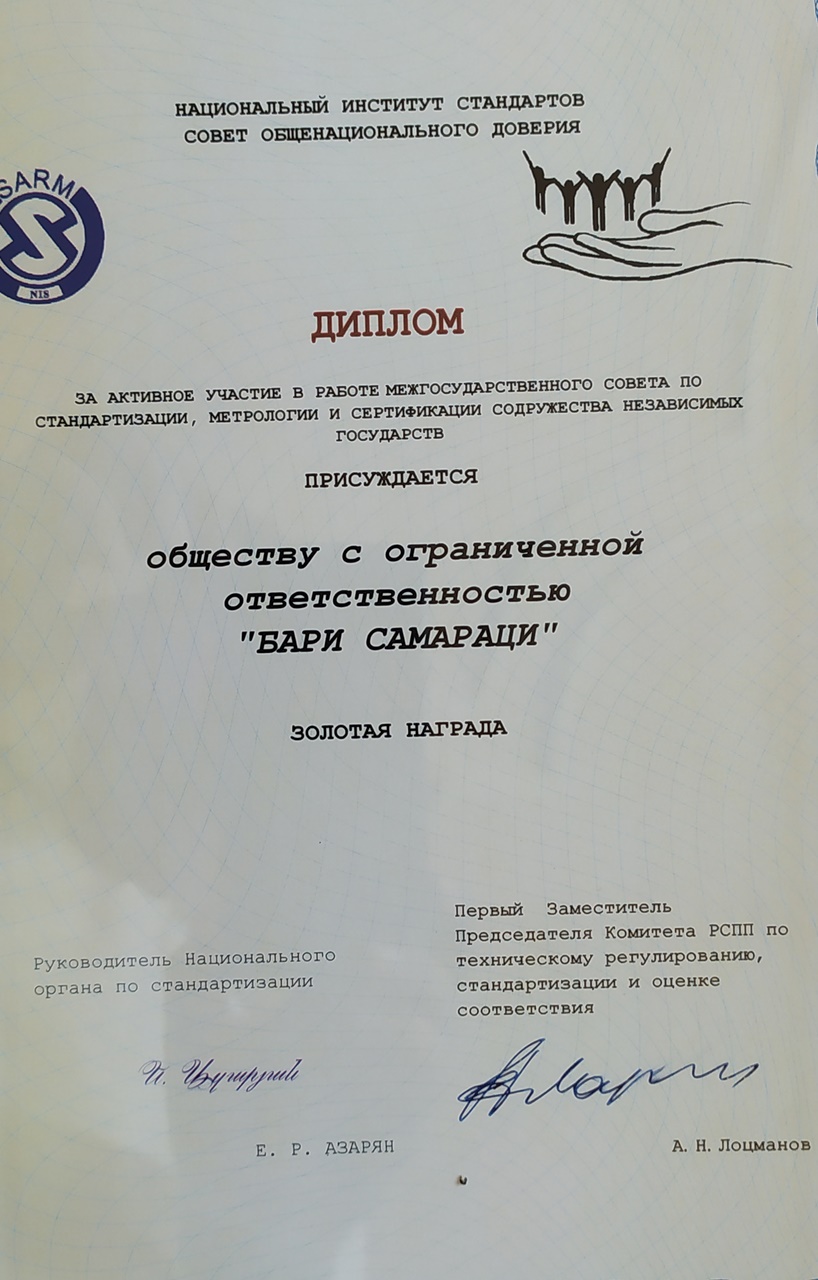 НАЦИОНАЛЬНЫЙ ИНСТИТУТ СТАНДАРТОВ
СОВЕТ ОБЩЕНАЦИОНАЛЬНОГО ДОВЕРИЯ
SARM
NIS
ДИПЛОМ
ЗА АКТИВНОЕ УЧАСТИЕ В РАБОТЕ МЕЖГОСУДАРСТВЕННОГО СОВЕТА ПО
СТАНДАРТИЗАЦИИ, МЕТРОЛОГИИ И СЕРТИФИКАЦИИ СОДРУЖЕСТВА НЕЗАВИСИМЫХ
ГОСУДАРСТВ
ПРИСУЖДАЕТСЯ
обществу с ограниченной
ответственностью
"БАРИ САМАРАЦИ"
ЗОЛОТАЯ НАГРАДА
Руководитель Национального
органа по стандартизации
Е. Р. АЗАРЯН
Первый Заместитель
Председателя Комитета РСПП по
техническому регулированию,
стандартизации и оценке
соответствия
А. Н. Лоцманов